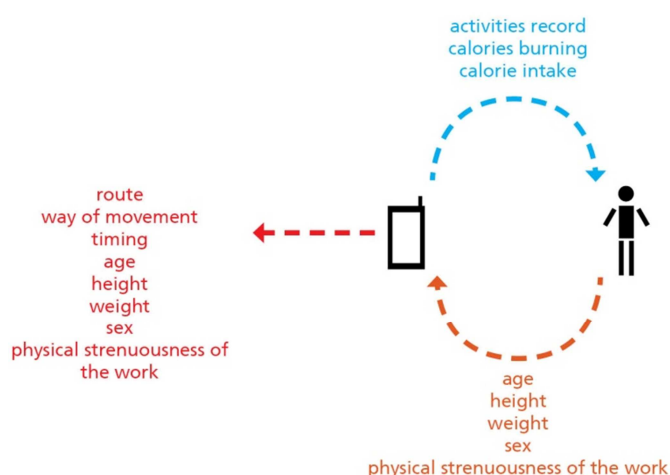 activities record
calories burning
calorie intake
route
way of movement
timing
age
height
weight
sex
physical strenuousness of
the work
age
height
weight
sex
physical strenuousness of the work